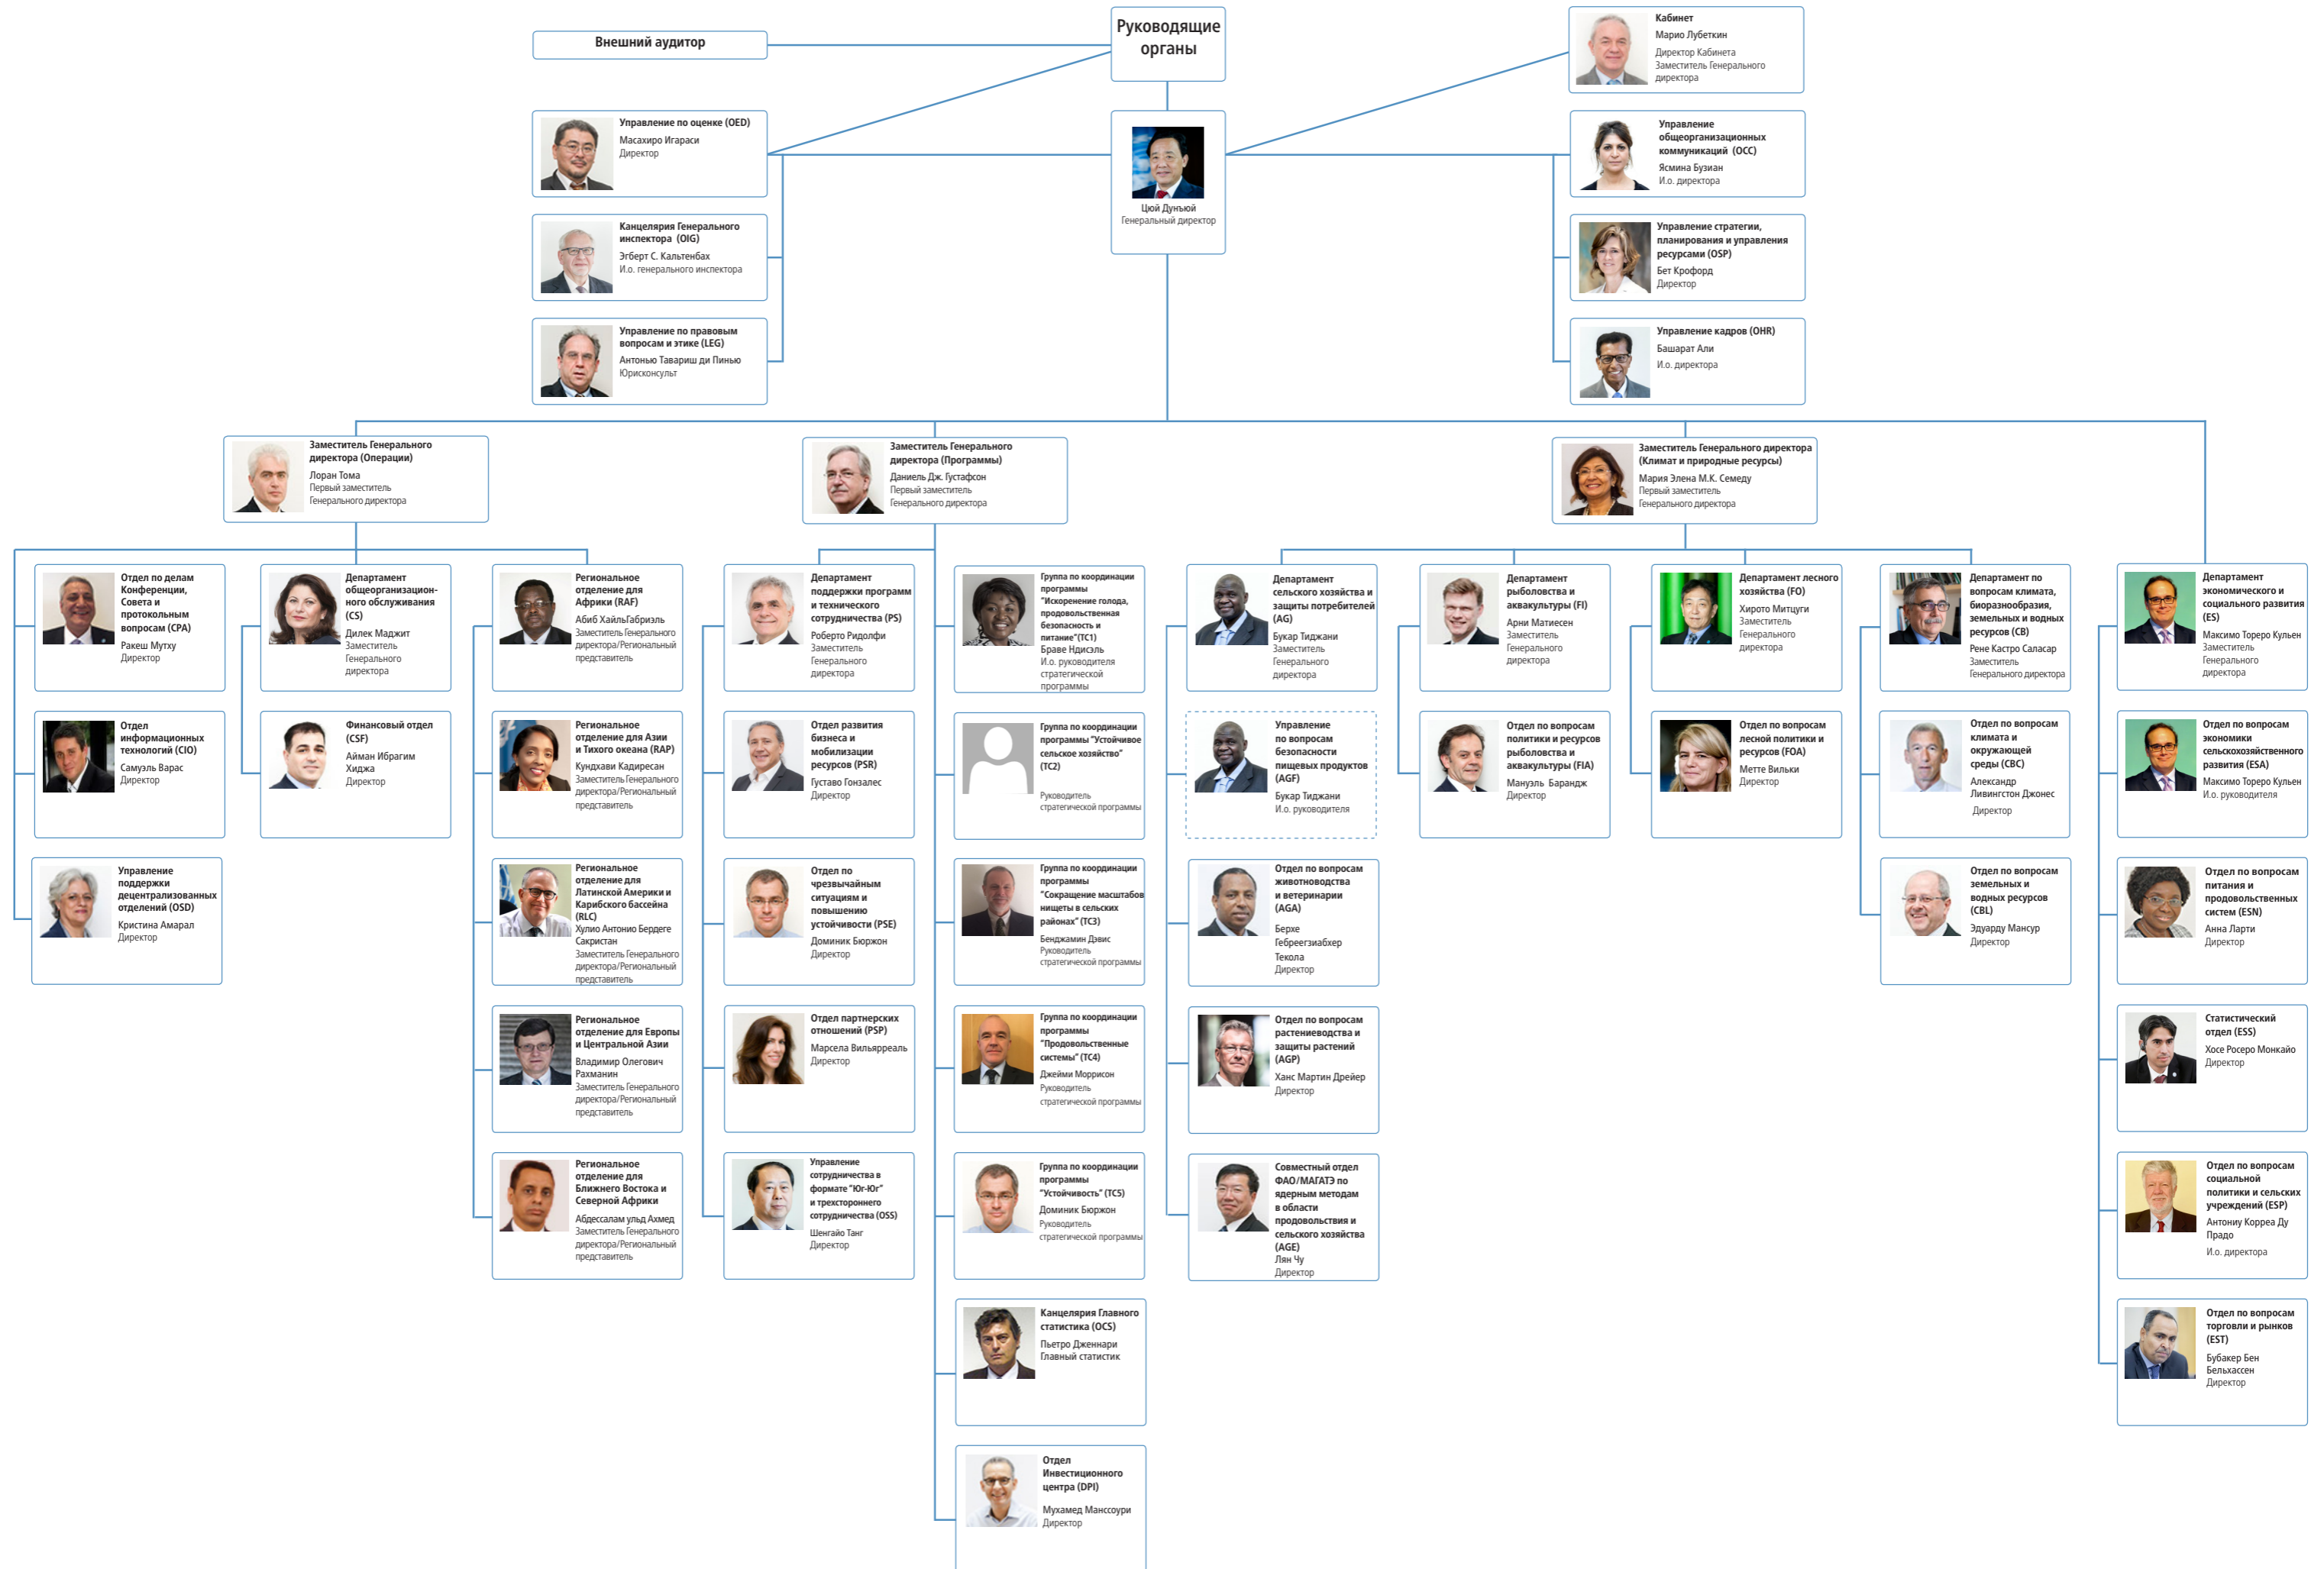 Внешний аудитор
Руководящие
органы
Кабинет
Марио Лубеткин
Директор Кабинета
Заместитель Генерального
директора
Управление по оценке (OED)
Масахиро Игараси
Директор
Цюй Дунъюй
Генеральный директор
Управление
общеорганизационных
коммуникаций (OCC)
Ясмина Бузиан
И.о. директора
Канцелярия Генерального
инспектора (OIG)
Эгберт С. Кальтенбах
И.о. генерального инспектора
Управление стратегии,
планирования и управления
ресурсами (OSP)
Бет Крофорд
Директор
Управление по правовым
вопросам и этике (LEG)
Антонью Тавариш ди Пинью
Юрисконсульт
Управление кадров (OHR)
Башарат Али
И.о. директора
Заместитель Генерального
директора (Операции)
Лоран Тома
Первый заместитель
Генерального директора
Заместитель Генерального
директора (Программы)
Даниель Дж. Густафсон
Первый заместитель
Генерального директора
Заместитель Генерального директора
(Климат и природные ресурсы)
Мария Элена М.К. Семеду
Первый заместитель
Генерального директора
Отдел по делам
Конференции,
Совета и
протокольным
вопросам (CPA)
Ракеш Мутху
Директор
Отдел
информационных
технологий (CIO)
Самуэль Варас
Директор
Управление
поддержки
децентрализованных
отделений (OSD)
Кристина Амарал
Директор
Департамент
общеорганизацион-
ного обслуживания
(CS)
Дилек Маджит
Заместитель
Генерального
директора
Финансовый отдел
(CSF)
Айман Ибрагим
Хиджа
Директор
Региональное
отделение для
Африки (RAF)
Абиб ХайльГабриэль
Заместитель Генерального
директора/Региональный
представитель
Региональное
отделение для Азии
и Тихого океана (RAP)
Кундхави Кадиресан
Заместитель Генерального
директора/Региональный
представитель
Региональное
отделение для
Латинской Америки и
Карибского бассейна
(RLC)
Хулио Антонио Бердеге
Сакристан
Заместитель Генерального
директора/Региональный
представитель
Региональное
отделение для Европы
и Центральной Азии
Владимир Олегович
Рахманин
Заместитель Генерального
директора/Региональный
представитель
Региональное
отделение для
Ближнего Востока и
Северной Африки
Абдессалам ульд Ахмед
Заместитель Генерального
директора/Региональный
представитель
Департамент
поддержки программ
и технического
сотрудничества (PS)
Роберто Ридолфи
Заместитель
Генерального
директора
Отдел развития
бизнеса и
мобилизации
ресурсов (PSR)
Густаво Гонзалес
Директор
Отдел по
чрезвычайным
ситуациям и
повышению
устойчивости (PSE)
Доминик Бюржон
Директор
Отдел партнерских
отношений (PSP)
Марсела Вильярреаль
Директор
Управление
сотрудничества в
формате "Юг-Юг"
и трехстороннего
сотрудничества (OSS)
Шенгайо Танг
Директор
Группа по координации
программы
"Искоренение голода,
продовольственная
безопасность и
питание"(TC1)
Браве Ндисэль
И.о. руководителя
стратегической
программы
Группа по координации
программы "Устойчивое
сельское хозяйство"
(TC2)
Руководитель
стратегической программы
Группа по координации
программы
"Сокращение масштабов
нищеты в сельских
районах" (TC3)
Бенджамин Дэвис
Руководитель
стратегической программы
Группа по координации
программы
"Продовольственные
системы" (TC4)
Джейми Моррисон
Руководитель
стратегической программы
Группа по координации
программы
"Устойчивость" (TC5)
Доминик Бюржон
Руководитель
стратегической программы
Канцелярия Главного
статистика (OCS)
Пьетро Дженнари
Главный статистик
Отдел
Инвестиционного
центра (DPI)
Мухамед Манссоури
Директор
Департамент
сельского хозяйства и
защиты потребителей
(AG)
Букар Тиджани
Заместитель
Генерального
директора
Управление
по вопросам
безопасности
пищевых продуктов
(AGF)
Букар Тиджани
И.о. руководителя
Отдел по вопросам
животноводства
и ветеринарии
(AGA)
Берхе
Гебреегзиабхер
Текола
Директор
Отдел по вопросам
растениеводства и
защиты растений
(AGP)
Ханс Мартин Дрейер
Директор
Совместный отдел
ФАО/МАГАТЭ по
ядерным методам
в области
продовольствия и
сельского хозяйства
(AGE)
Лян Чу
Директор
Департамент
рыболовства и
аквакультуры (FI)
Арни Матиесен
Заместитель
Генерального
директора
Отдел по вопросам
политики и ресурсов
рыболовства и
аквакультуры (FIA)
Мануэль Барандж
Директор
Департамент лесного
хозяйства (FO)
Хирото Митцуги
Заместитель
Генерального
директора
Отдел по вопросам
лесной политики и
ресурсов (FOA)
Метте Вильки
Директор
Департамент по
вопросам климата,
биоразнообразия,
земельных и водных
ресурсов (CB)
Рене Кастро Саласар
Заместитель
Генерального директора
Отдел по вопросам
климата и
окружающей
среды (CBC)
Александр
Ливингстон Джонес
Директор
Отдел по вопросам
земельных и
водных ресурсов
(CBL)
Эдуарду Мансур
Директор
Департамент
экономического и
социального развития
(ES)
Максимо Тореро Кульен
Заместитель
Генерального
директора
Отдел по вопросам
экономики
сельскохозяйственного
развития (ESA)
Максимо Тореро Кульен
И.о. руководителя
Отдел по вопросам
питания и
продовольственных
систем (ESN)
Анна Ларти
Директор
Статистический
отдел (ESS)
Хосе Росеро Монкайо
Директор
Отдел по вопросам
социальной
политики и сельских
учреждений (ESP)
Антониу Корреа Ду
Прадо
И.о. директора
Отдел по вопросам
торговли и рынков
(EST)
Бубакер Бен
Бельхассен
Директор